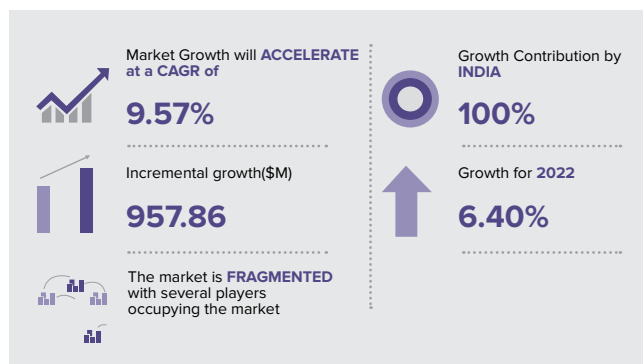 Market Growth will ACCELERATE
at a CAGR of
9.57%
Incremental growth($M)
957.86
The market is FRAGMENTED
with several players
occupying the market
Growth Contribution by
INDIA
100%
Growth for 2022
6.40%